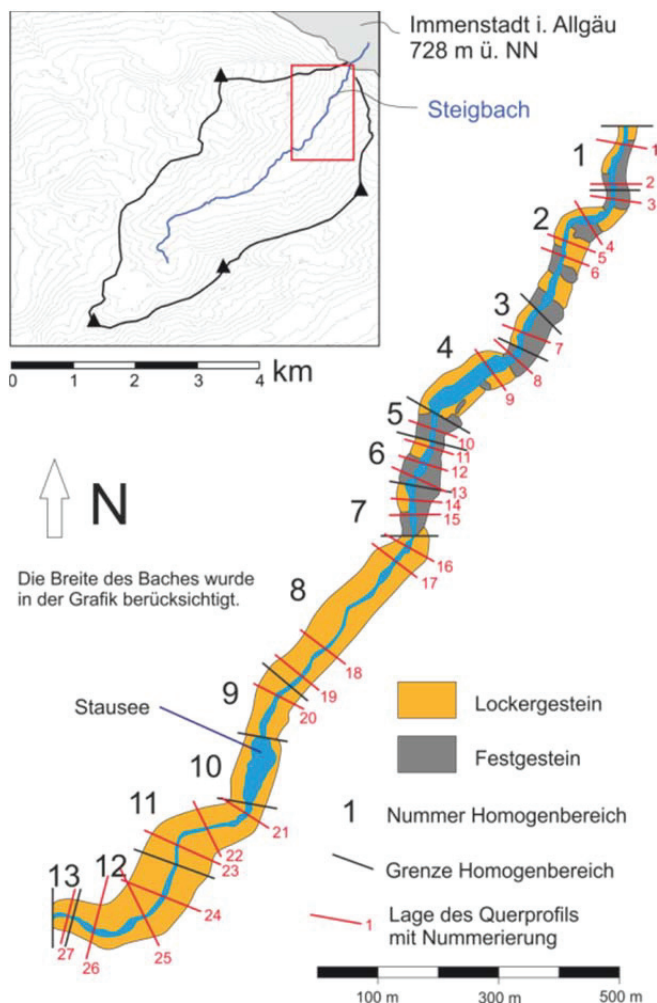 Immenstadt i. Allgäu
728 m ü. NN
Steigbach
0 1 2 3 4 km
N
Die Breite des Baches wurde
in der Grafik berücksichtigt.
1
2
3
4
5
6
7
8
9
10
11
12
13
1
2
3
4
5
6
7
8
9
10
11
12
13
14
15
16
17
18
19
20
21
22
23
24
25
26
27
Stausee
Lockergestein
Festgestein
1 Nummer Homogenbereich
Grenze Homogenbereich
1 Lage des Querprofils
mit Nummerierung
100 m 300 m 500 m